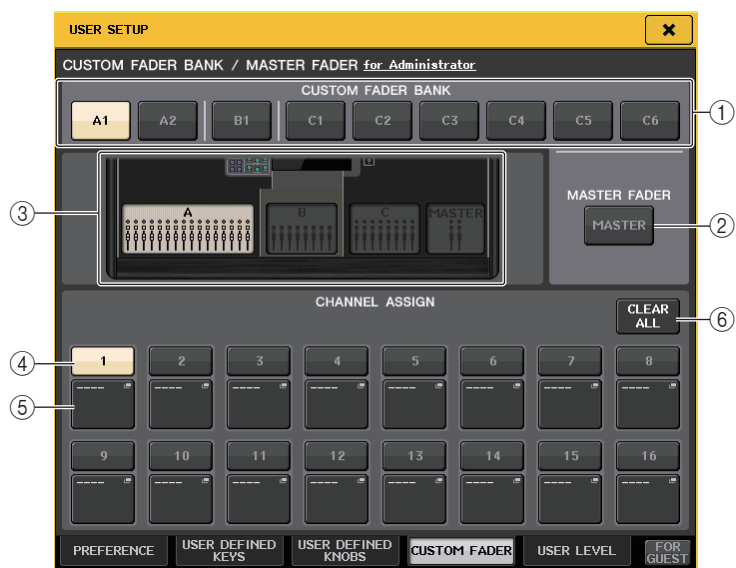 USER SETUP
CUSTOM FADER BANK / MASTER FADER for Administrator
CUSTOM FADER BANK
A1 A2 B1 C1 C2 C3 C4 C5 C6
①
③
A B C MASTER
MASTER FADER
MASTER
②
CHANNEL ASSIGN
CLEAR
ALL
⑥
④
1 2 3 4 5 6 7 8
⑤
---- ---- ---- ---- ---- ---- ---- ----
9 10 11 12 13 14 15 16
---- ---- ---- ---- ---- ---- ---- ----
PREFERENCE
USER DEFINED
KEYS
USER DEFINED
KNOBS
CUSTOM FADER
USER LEVEL
FOR
GUEST